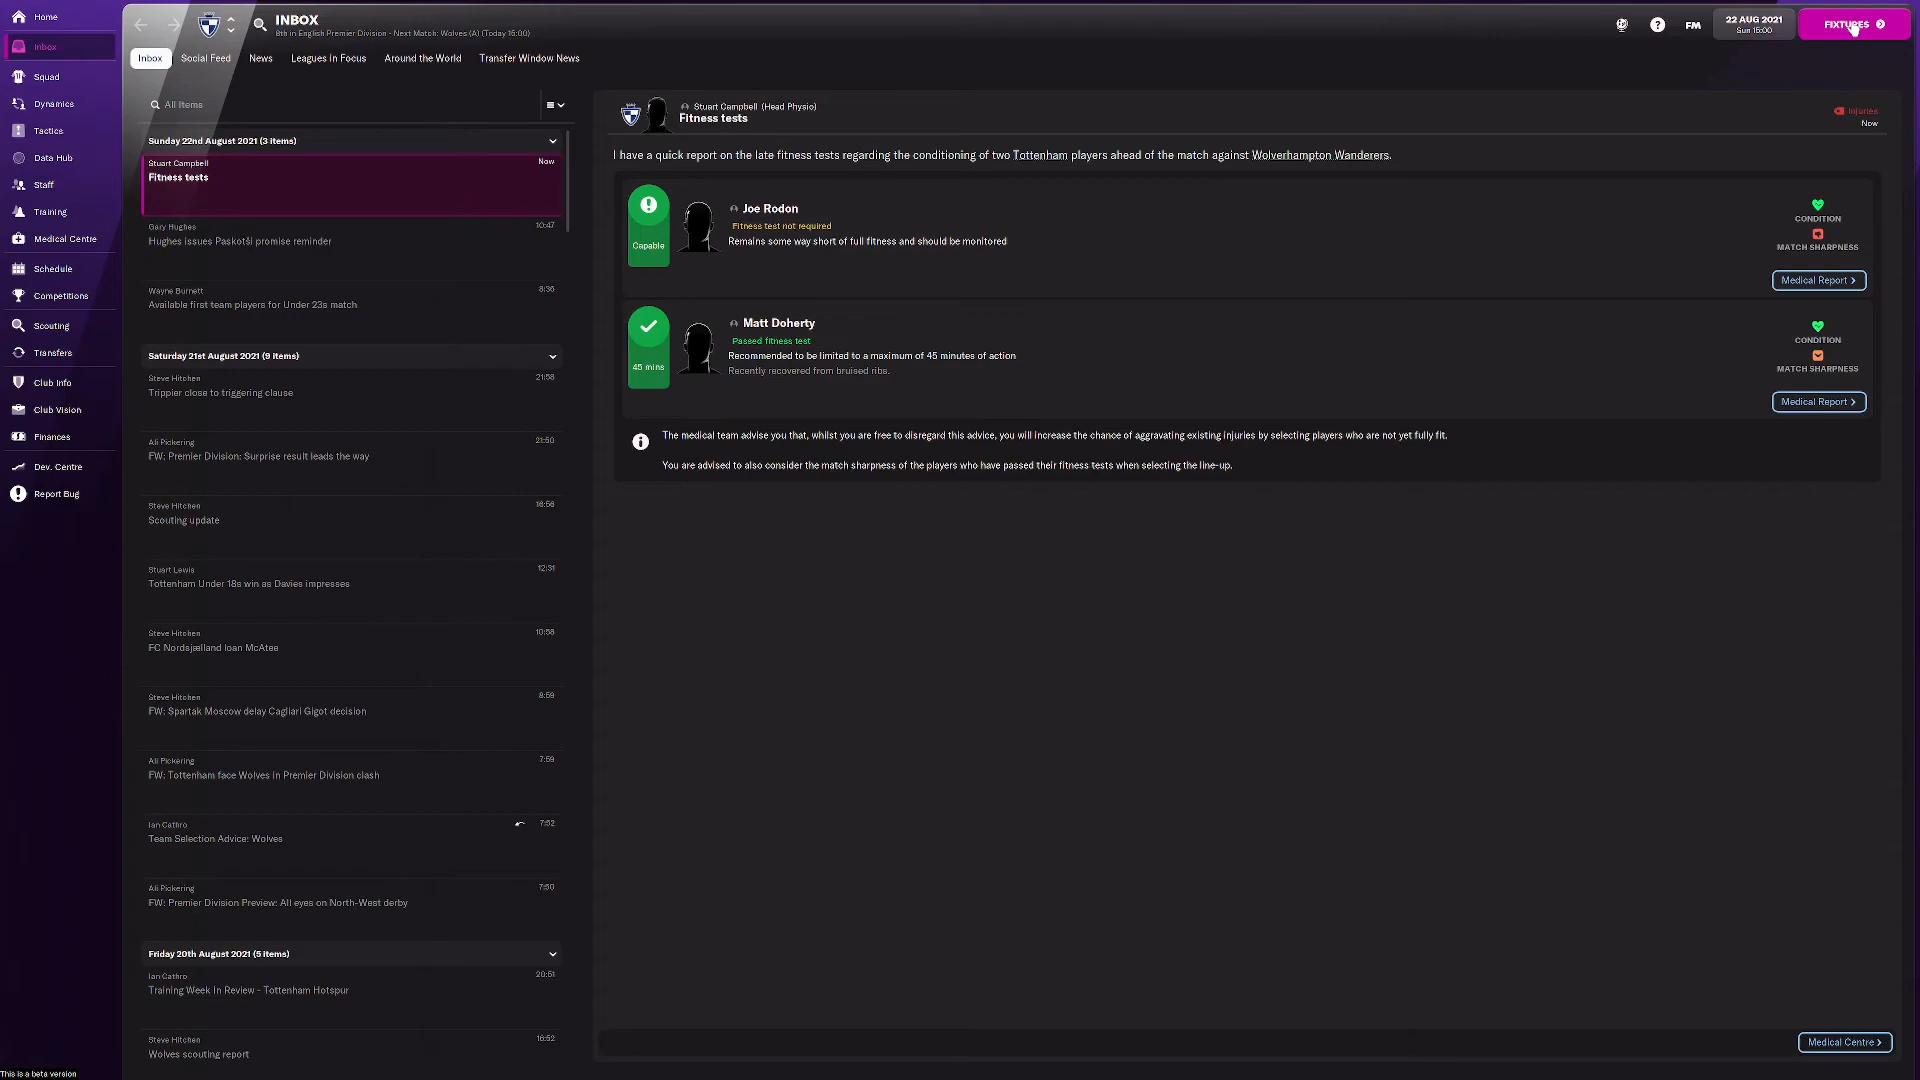 Home
Inbox
Squad
Dynamics
Tactics
Data Hub
Staff
Training
Medical Centre
Schedule
Competitions
Scouting
Transfers
Club Info
Club Vision
Finances
Dev. Centre
Report Bug
This is a beta version
INBOX
8th in English Premier Division - Next Match: Wolves (A) (Today 15:00)
FM
22 AUG 2021
Sun 15:00
FIXTURES
Inbox
Social Feed
News
Leagues In Focus
Around the World
Transfer Window News
All Items
Sunday 22nd August 2021 (3 items)
Stuart Campbell
Now
Fitness tests
Gary Hughes
10:47
Hughes issues Paskotši promise reminder
Wayne Burnett
8:36
Available first team players for Under 23s match
Saturday 21st August 2021 (9 items)
Steve Hitchen
21:58
Trippier close to triggering clause
Ali Pickering
21:50
FW: Premier Division: Surprise result leads the way
Steve Hitchen
16:56
Scouting update
Stuart Lewis
12:31
Tottenham Under 18s win as Davies impresses
Steve Hitchen
10:58
FC Nordsjælland loan McAtee
Steve Hitchen
8:59
FW: Spartak Moscow delay Cagliari Gigot decision
Ali Pickering
7:59
FW: Tottenham face Wolves in Premier Division clash
Ian Cathro
7:52
Team Selection Advice: Wolves
Ali Pickering
7:50
FW: Premier Division Preview: All eyes on North-West derby
Friday 20th August 2021 (5 items)
Ian Cathro
20:51
Training Week In Review - Tottenham Hotspur
Steve Hitchen
16:52
Wolves scouting report
Stuart Campbell (Head Physio)
Fitness tests
Injuries
Now
I have a quick report on the late fitness tests regarding the conditioning of two Tottenham players ahead of the match against Wolverhampton Wanderers.
Capable
Joe Rodon
Fitness test not required
Remains some way short of full fitness and should be monitored
CONDITION
MATCH SHARPNESS
Medical Report
45 mins
Matt Doherty
Passed fitness test
Recommended to be limited to a maximum of 45 minutes of action
Recently recovered from bruised ribs.
CONDITION
MATCH SHARPNESS
Medical Report
The medical team advise you that, whilst you are free to disregard this advice, you will increase the chance of aggravating existing injuries by selecting players who are not yet fully fit.
You are advised to also consider the match sharpness of the players who have passed their fitness tests when selecting the line-up.
Medical Centre